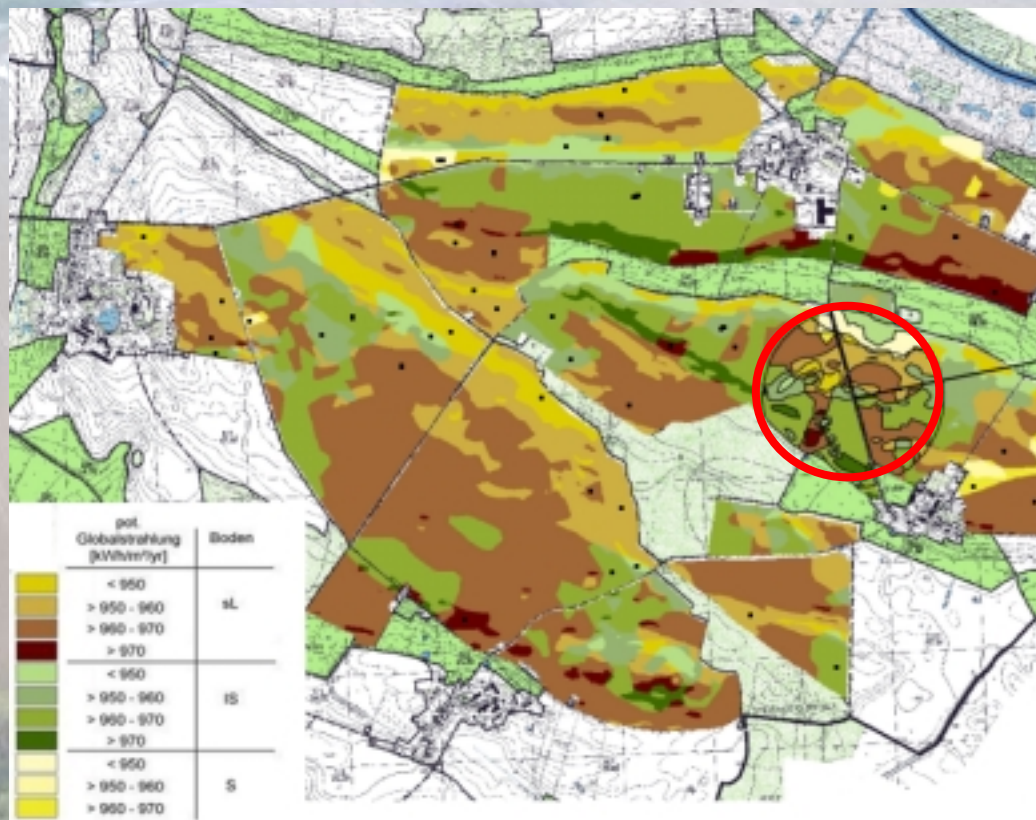 pot.
Globalstrahlung
[kWh/m²/yr]
Boden
< 950
> 950 - 960
> 960 - 970
> 970
sL
< 950
> 950 - 960
> 960 - 970
> 970
lS
< 950
> 950 - 960
> 960 - 970
S